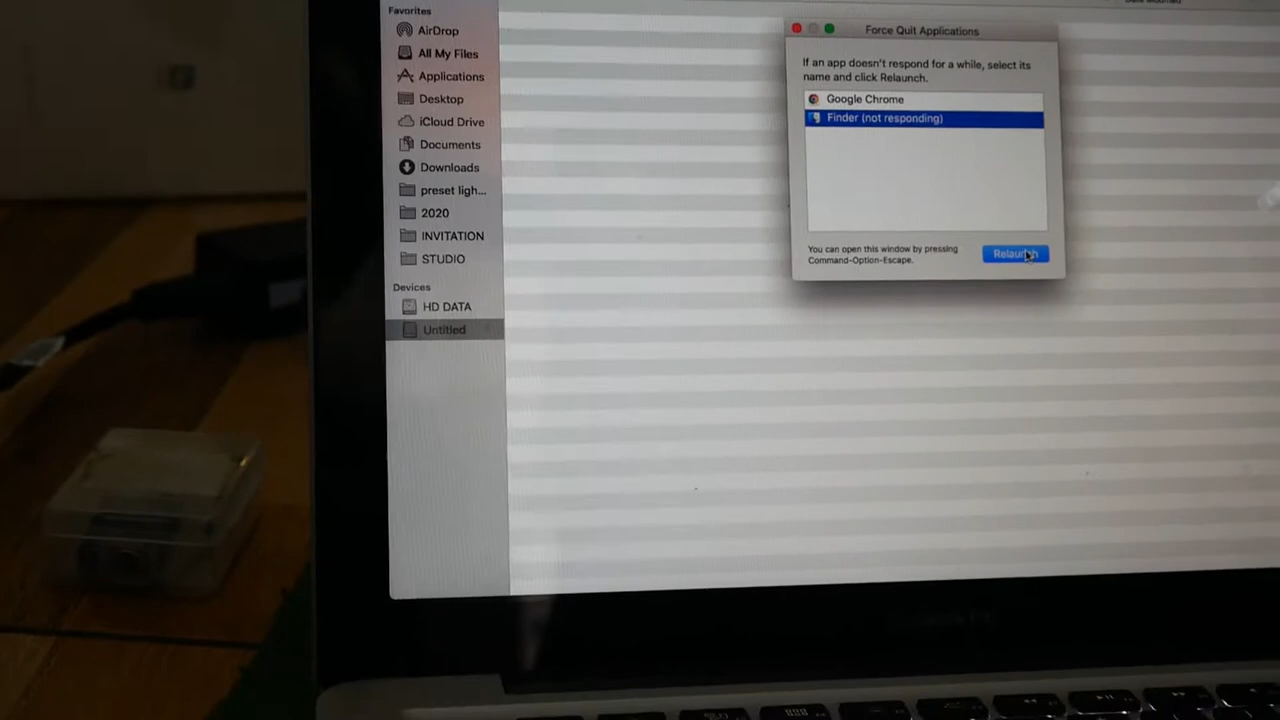 Favorites
AirDrop
All My Files
Applications
Desktop
iCloud Drive
Documents
Downloads
preset ligh...
2020
INVITATION
STUDIO
Devices
HD DATA
Untitled
Force Quit Applications
If an app doesn't respond for a while, select its
name and click Relaunch.
Google Chrome
Finder (not responding)
You can open this window by pressing
Command-Option-Escape.
Relaunch